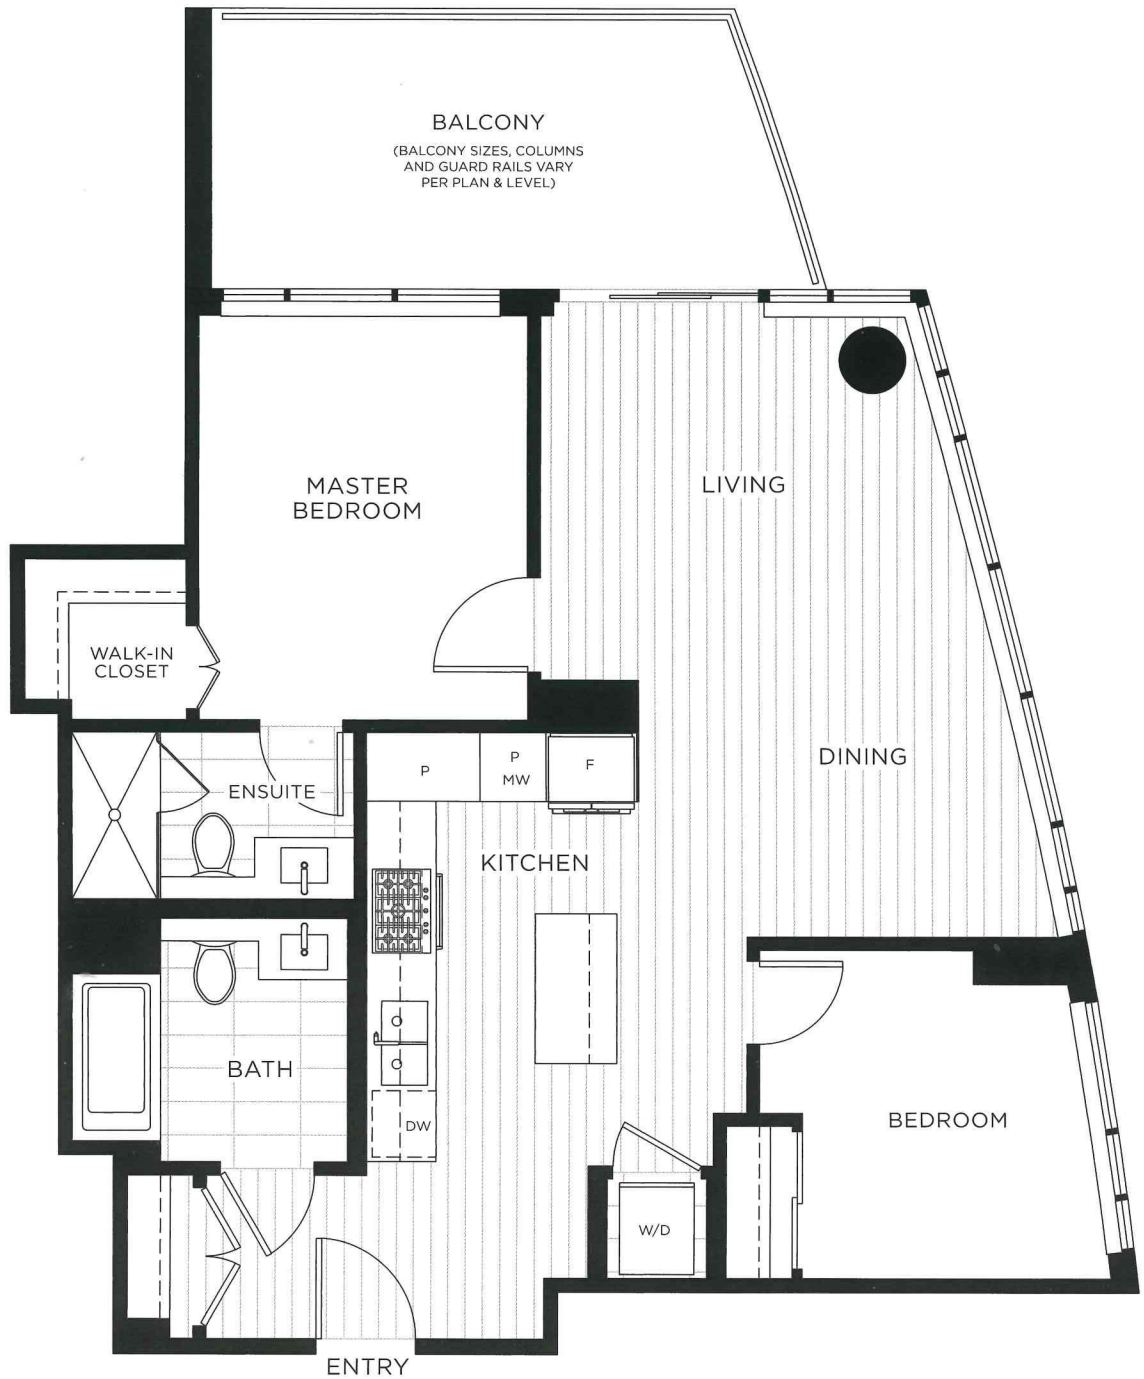 BALCONY
(BALCONY SIZES, COLUMNS
AND GUARD RAILS VARY
PER PLAN & LEVEL)
MASTER
BEDROOM
LIVING
WALK-IN
CLOSET
DINING
P
P
MW
F
ENSUITE
KITCHEN
BATH
DW
BEDROOM
W/D
ENTRY